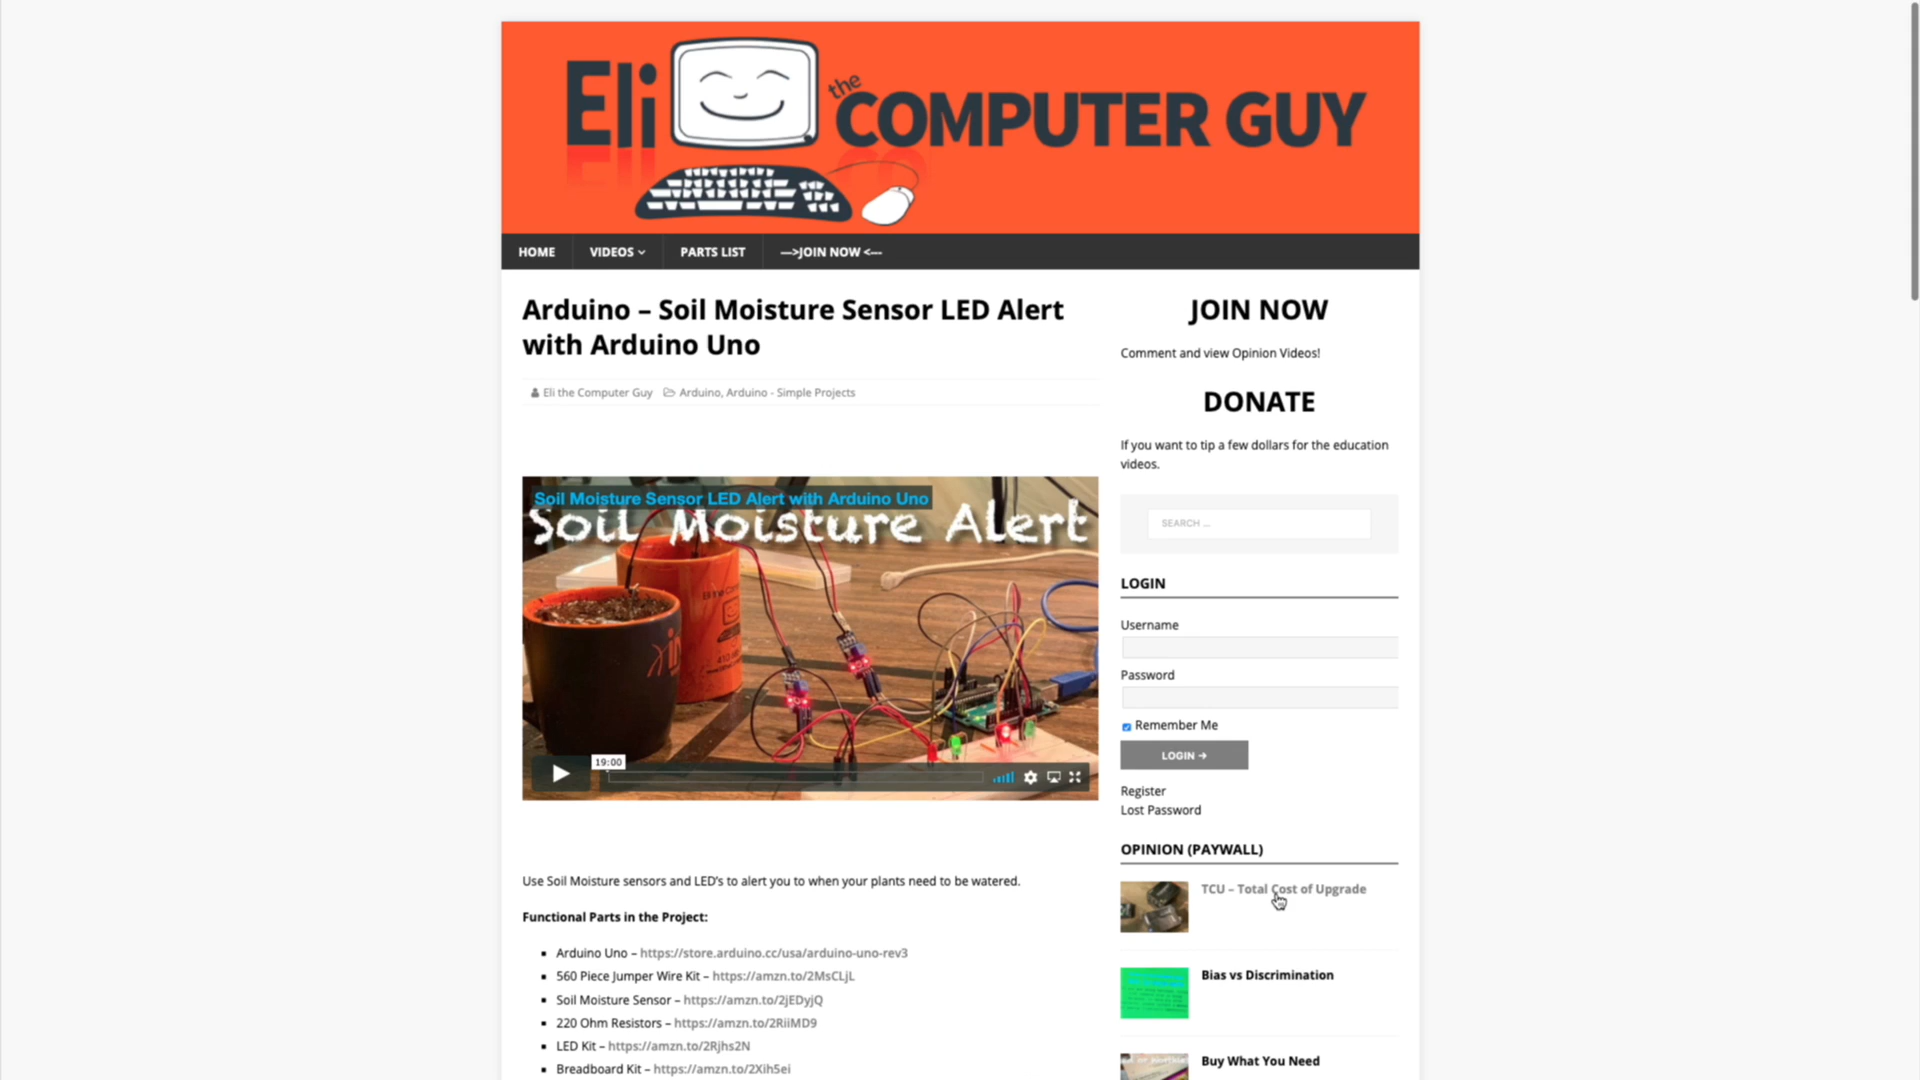 Eli the COMPUTER GUY
HOME
VIDEOS
PARTS LIST
--->JOIN NOW <---
Arduino – Soil Moisture Sensor LED Alert
with Arduino Uno
Eli the Computer Guy
Arduino, Arduino - Simple Projects
Soil Moisture Sensor LED Alert with Arduino Uno
Soil Moisture Alert
19:00
Use Soil Moisture sensors and LED's to alert you to when your plants need to be watered.
Functional Parts in the Project:
Arduino Uno – https://store.arduino.cc/usa/arduino-uno-rev3
560 Piece Jumper Wire Kit – https://amzn.to/2MsCLjL
Soil Moisture Sensor – https://amzn.to/2jEDyjQ
220 Ohm Resistors – https://amzn.to/2RiiMD9
LED Kit – https://amzn.to/2Rjhs2N
Breadboard Kit – https://amzn.to/2Xih5ei
JOIN NOW
Comment and view Opinion Videos!
DONATE
If you want to tip a few dollars for the education
videos.
SEARCH ...
LOGIN
Username
Password
Remember Me
LOGIN →
Register
Lost Password
OPINION (PAYWALL)
TCU – Total Cost of Upgrade
Bias vs Discrimination
Buy What You Need